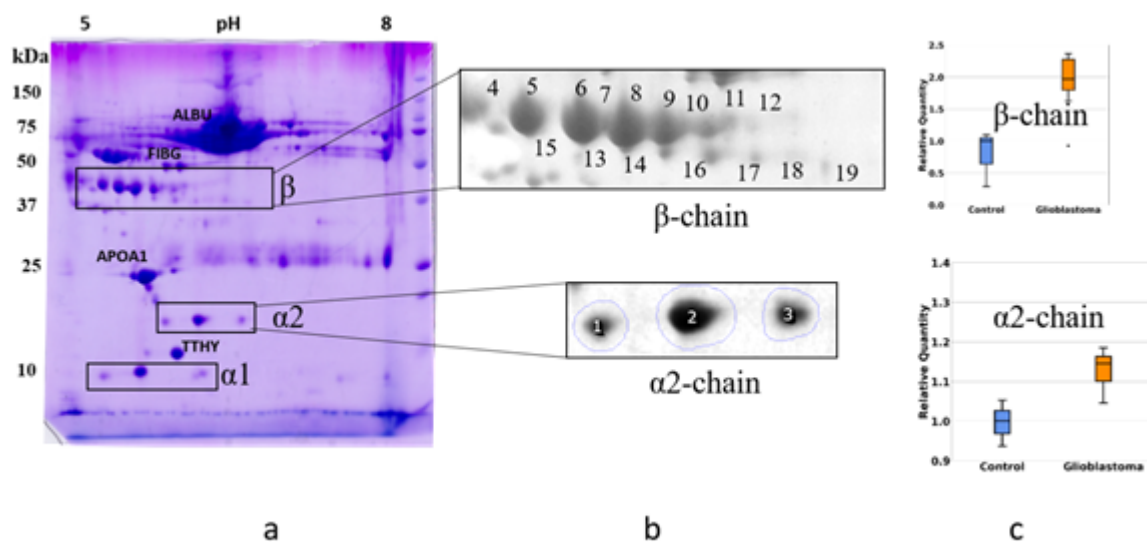 5 pH 8
kDa
150
75
50
37
25
10
ALBU
FIBG
β
APOA1
α2
TTHY
α1
4 5 6 7 8 9 10 11 12
15 13 14 16 17 18 19
β-chain
1 2 3
α2-chain
2.5
2.0
1.5
1.0
0.5
0.0
Relative Quantity
β-chain
Control Glioblastoma
1.4
1.3
1.2
1.1
1.0
0.9
Relative Quantity
α2-chain
Control Glioblastoma
a b c